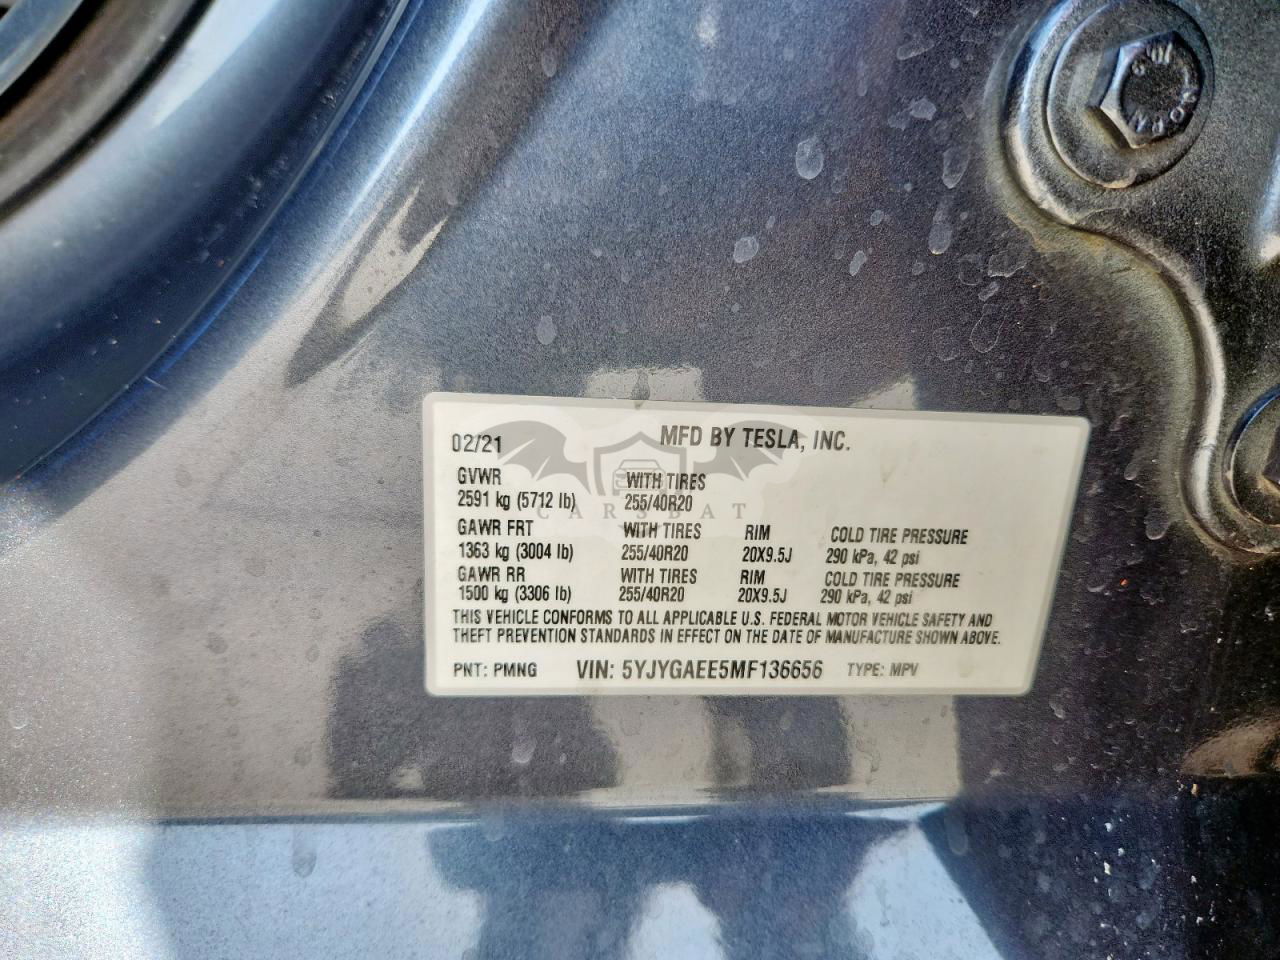 02/21 MFD BY TESLA, INC.
GVWR WITH TIRES
2591 kg (5712 lb) 255/40R20
CARSBAT
GAWR FRT WITH TIRES RIM COLD TIRE PRESSURE
1363 kg (3004 lb) 255/40R20 20X9.5J 290 kPa, 42 psi
GAWR RR WITH TIRES RIM COLD TIRE PRESSURE
1500 kg (3306 lb) 255/40R20 20X9.5J 290 kPa, 42 psi
THIS VEHICLE CONFORMS TO ALL APPLICABLE U.S. FEDERAL MOTOR VEHICLE SAFETY AND
THEFT PREVENTION STANDARDS IN EFFECT ON THE DATE OF MANUFACTURE SHOWN ABOVE.
PNT: PMNG VIN: 5YJYGAEE5MF136656 TYPE: MPV